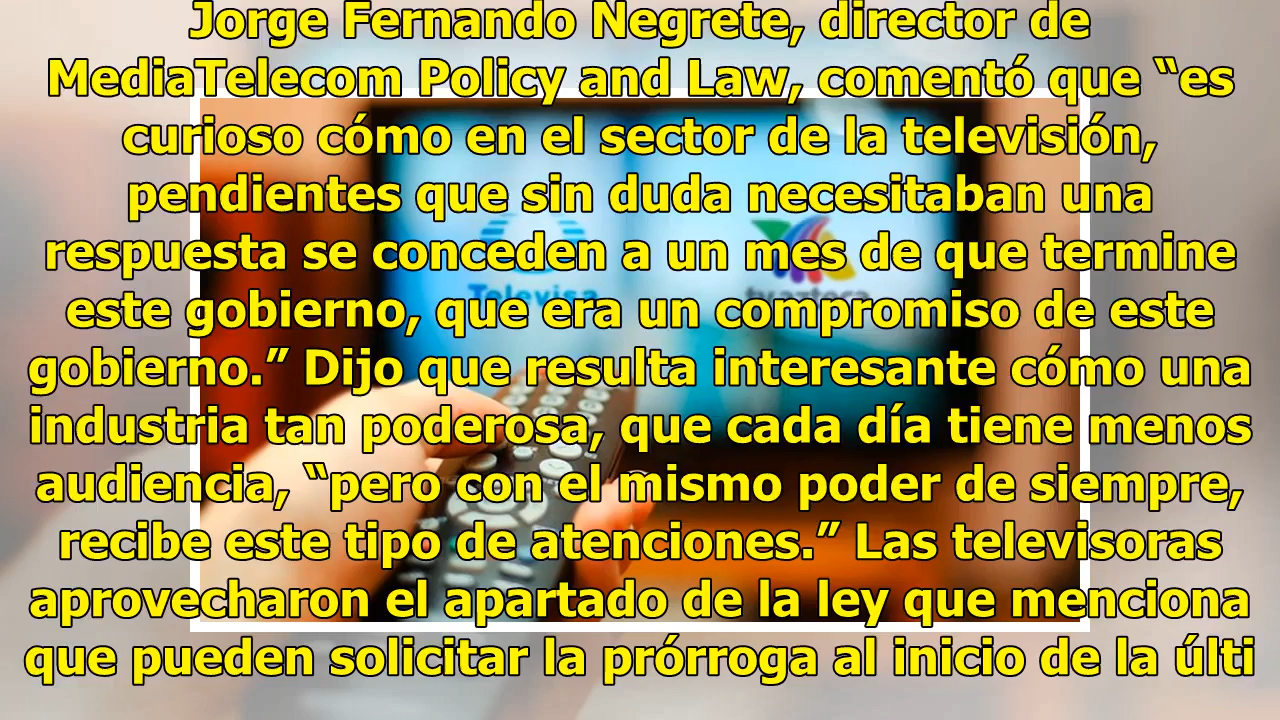 Jorge Fernando Negrete, director de
MediaTelecom Policy and Law, comentó que “es
curioso cómo en el sector de la televisión,
pendientes que sin duda necesitaban una
respuesta se conceden a un mes de que termine
este gobierno, que era un compromiso de este
gobierno.” Dijo que resulta interesante cómo una
industria tan poderosa, que cada día tiene menos
audiencia, “pero con el mismo poder de siempre,
recibe este tipo de atenciones.” Las televisoras
aprovecharon el apartado de la ley que menciona
que pueden solicitar la prórroga al inicio de la últi
Televisa
tv azteca